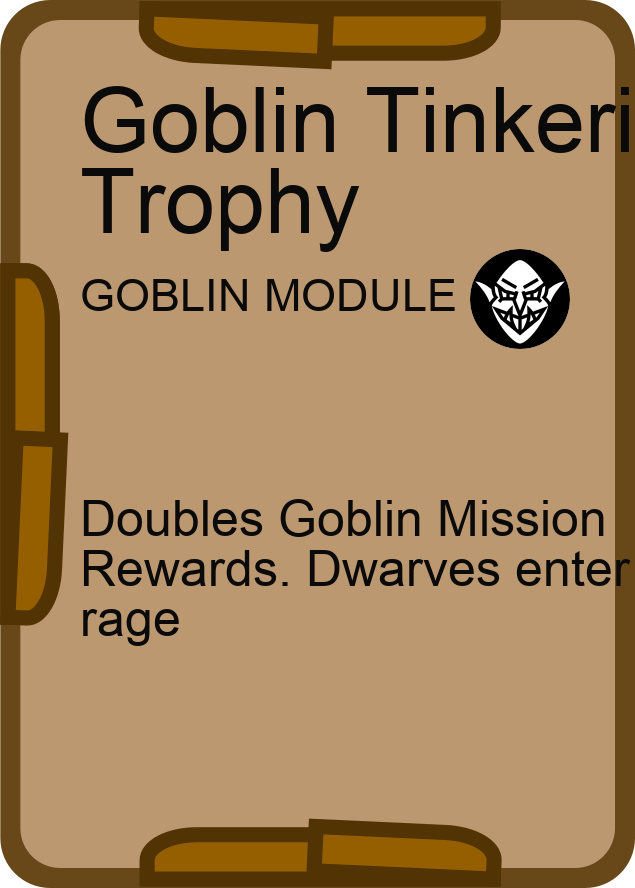 Goblin Tinkeri
Trophy
GOBLIN MODULE
Doubles Goblin Mission
Rewards. Dwarves enter
rage